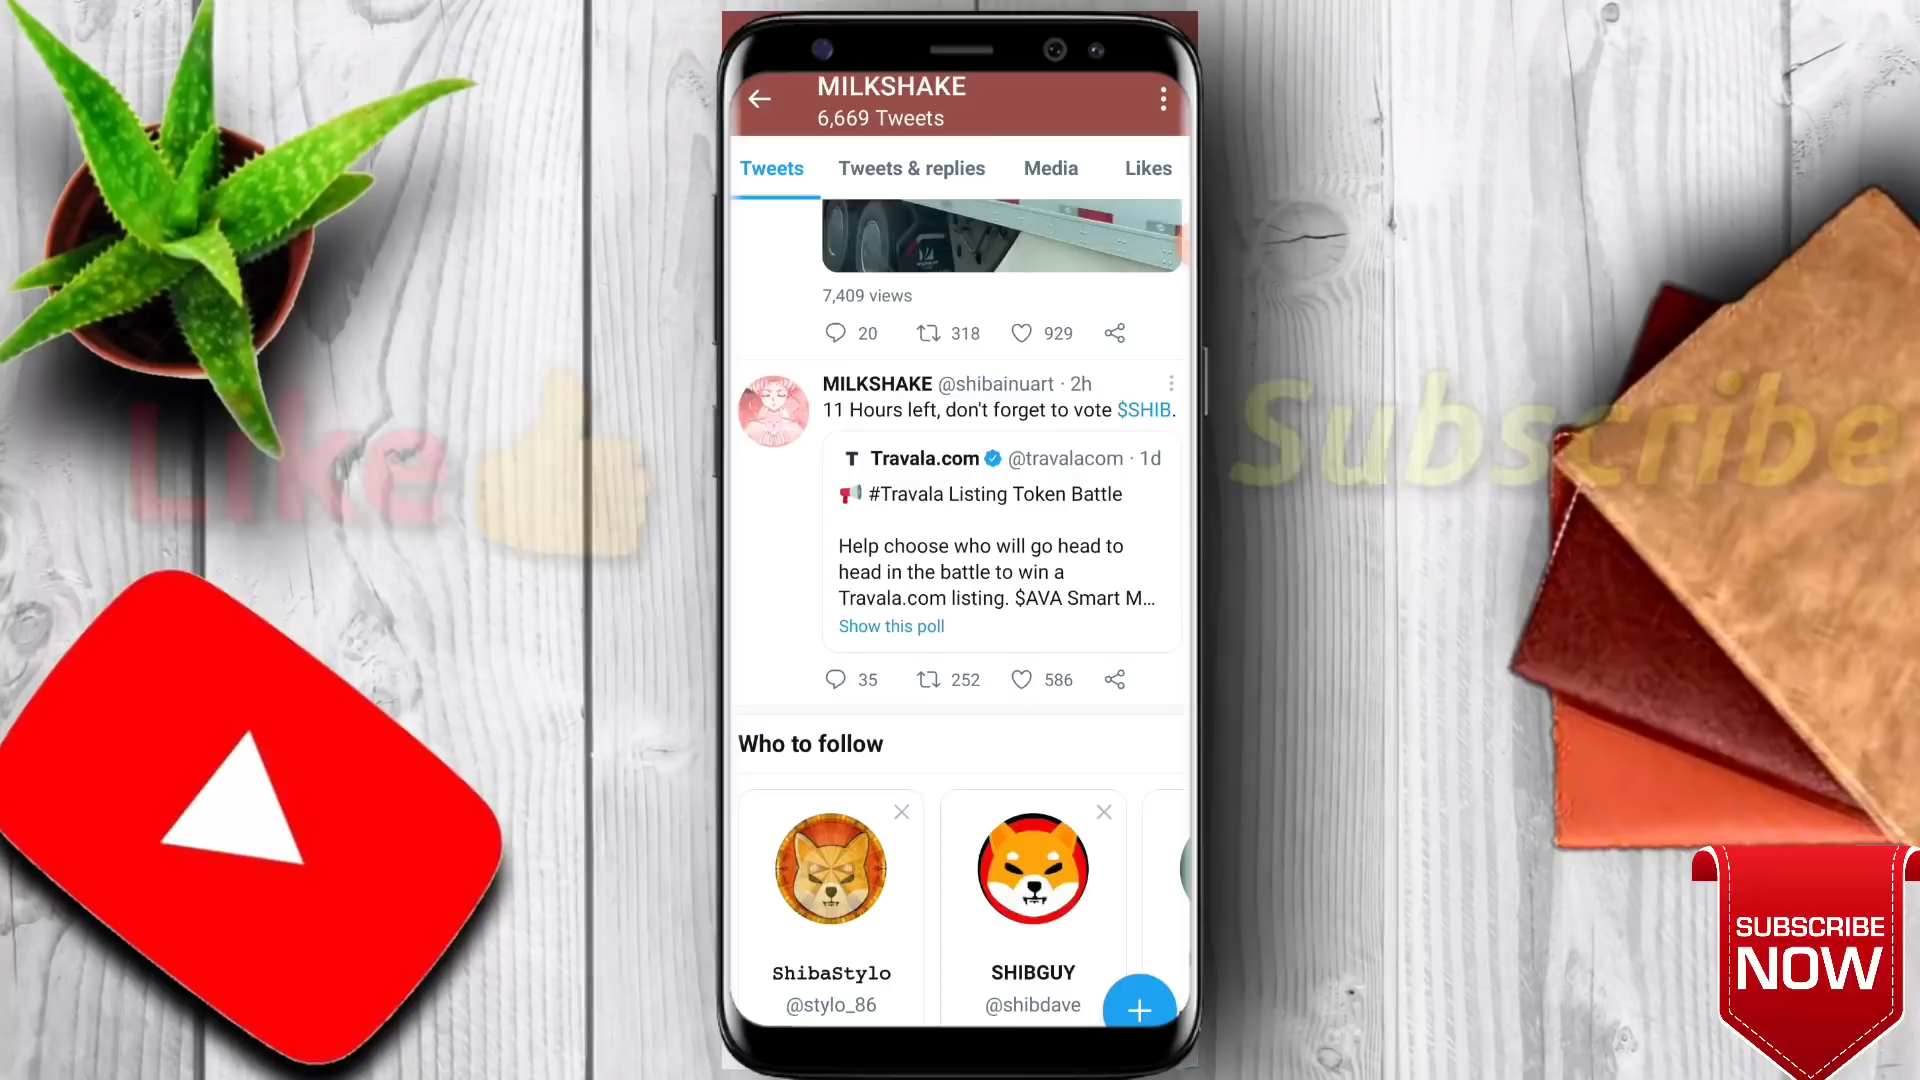 MILKSHAKE
6,669 Tweets
Tweets Tweets & replies Media Likes
7,409 views
20 318 929
MILKSHAKE @shibainuart · 2h
11 Hours left, don't forget to vote $SHIB.
T Travala.com @travalacom · 1d
#Travala Listing Token Battle
Help choose who will go head to
head in the battle to win a
Travala.com listing. $AVA Smart M...
Show this poll
35 252 586
Who to follow
ShibaStylo SHIBGUY
@stylo_86 @shibdave
Like
Subscribe
SUBSCRIBE
NOW